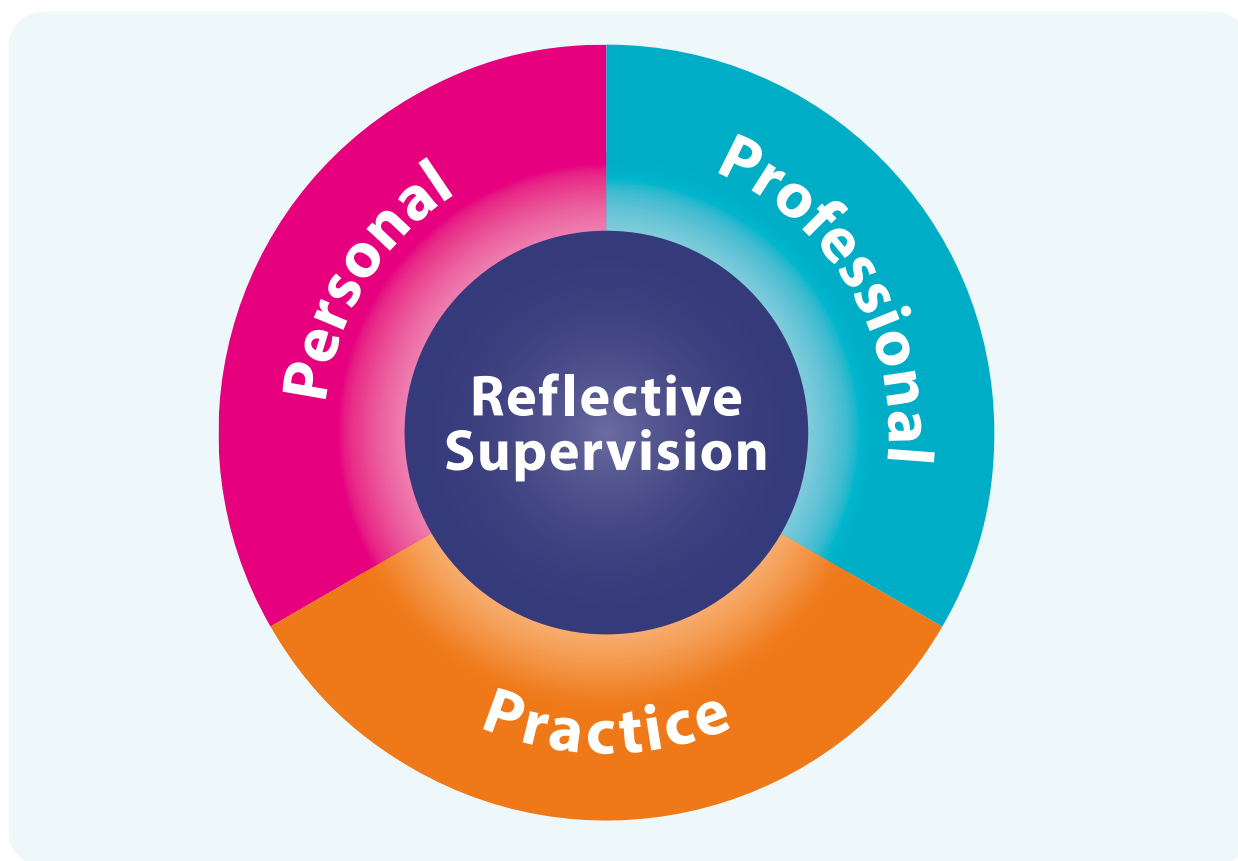 Personal
Professional
Reflective
Supervision
Practice